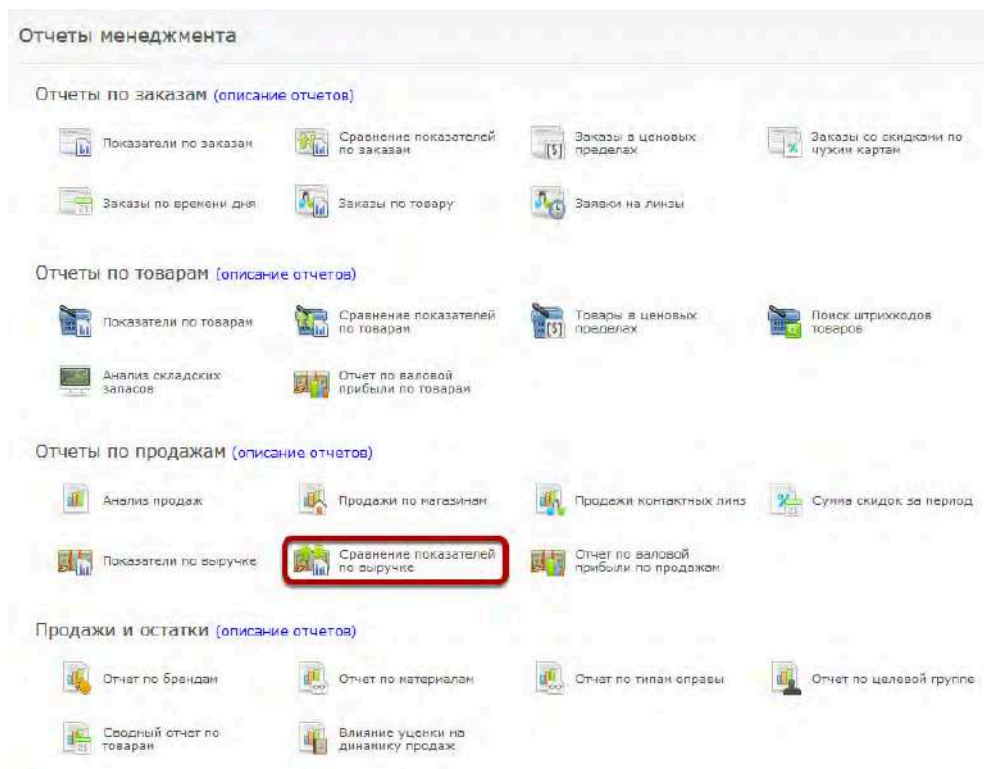 Отчеты менеджмента
Отчеты по заказам (описание отчетов)
Показатели по заказам
Сравнение показателей
по заказам
Заказы в ценовых
пределах
Заказы со скидками по
чужим картам
Заказы по времени дня
Заказы по товару
Заявки на линзы
Отчеты по товарам (описание отчетов)
Показатели по товарам
Сравнение показателей
по товарам
Товары в ценовых
пределах
Поиск штрихкодов
товаров
Анализ складских
запасов
Отчет по валовой
прибыли по товарам
Отчеты по продажам (описание отчетов)
Анализ продаж
Продажи по магазинам
Продажи контактных линз
Сумма скидок за период
Показатели по выручке
Сравнение показателей
по выручке
Отчет по валовой
прибыли по продажам
Продажи и остатки (описание отчетов)
Отчет по брендам
Отчет по материалам
Отчет по типам оправы
Отчет по целевой группе
Сводный отчет по
товарам
Влияние уценки на
динамику продаж